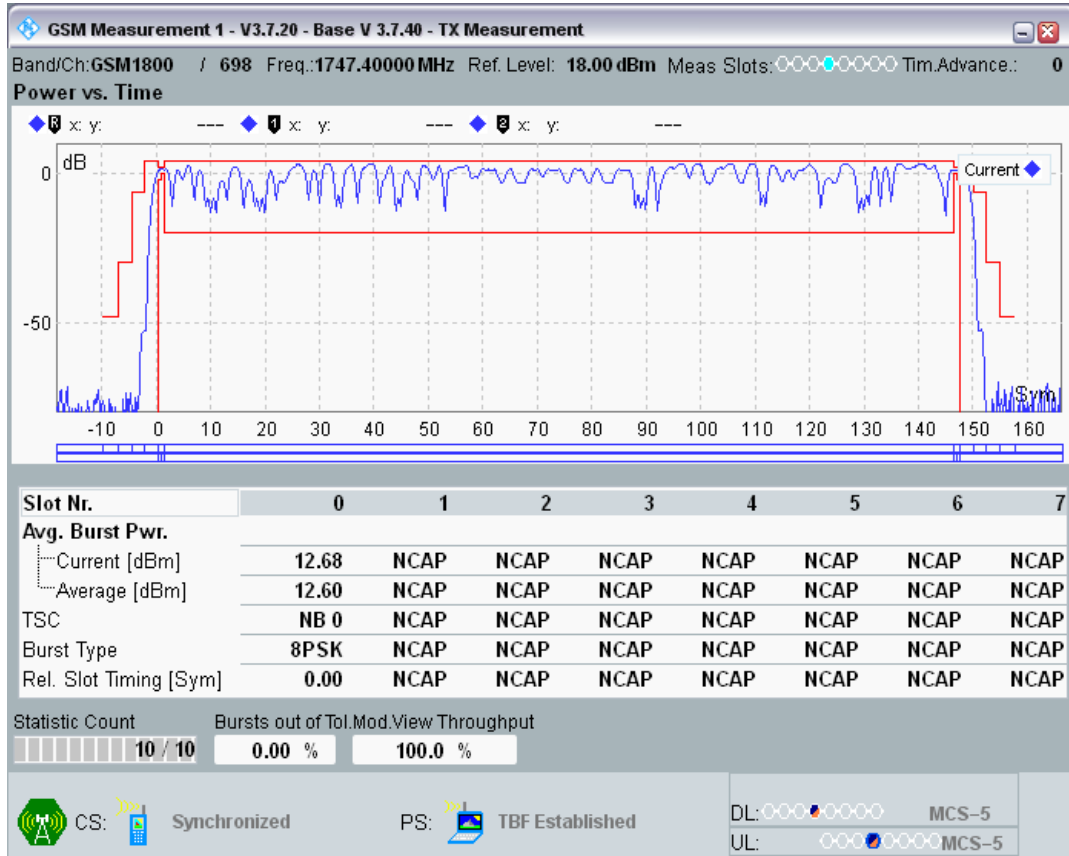 GSM Measurement 1 - V3.7.20 - Base V 3.7.40 - TX Measurement
Band/Ch:GSM1800 / 698 Freq.:1747.40000 MHz Ref. Level: 18.00 dBm Meas Slots: Tim.Advance.: 0
Power vs. Time
R x: y: --- 1 x: y: --- 2 x: y: ---
dB
Current
0
-50
Sym
-10 0 10 20 30 40 50 60 70 80 90 100 110 120 130 140 150 160
Slot Nr. 0 1 2 3 4 5 6 7
Avg. Burst Pwr.
Current [dBm] 12.68 NCAP NCAP NCAP NCAP NCAP NCAP NCAP
Average [dBm] 12.60 NCAP NCAP NCAP NCAP NCAP NCAP NCAP
TSC NB 0 NCAP NCAP NCAP NCAP NCAP NCAP NCAP
Burst Type 8PSK NCAP NCAP NCAP NCAP NCAP NCAP NCAP
Rel. Slot Timing [Sym] 0.00 NCAP NCAP NCAP NCAP NCAP NCAP NCAP
Statistic Count Bursts out of Tol. Mod.View Throughput
10 / 10 0.00 % 100.0 %
CS: Synchronized PS: TBF Established
DL: MCS-5
UL: MCS-5